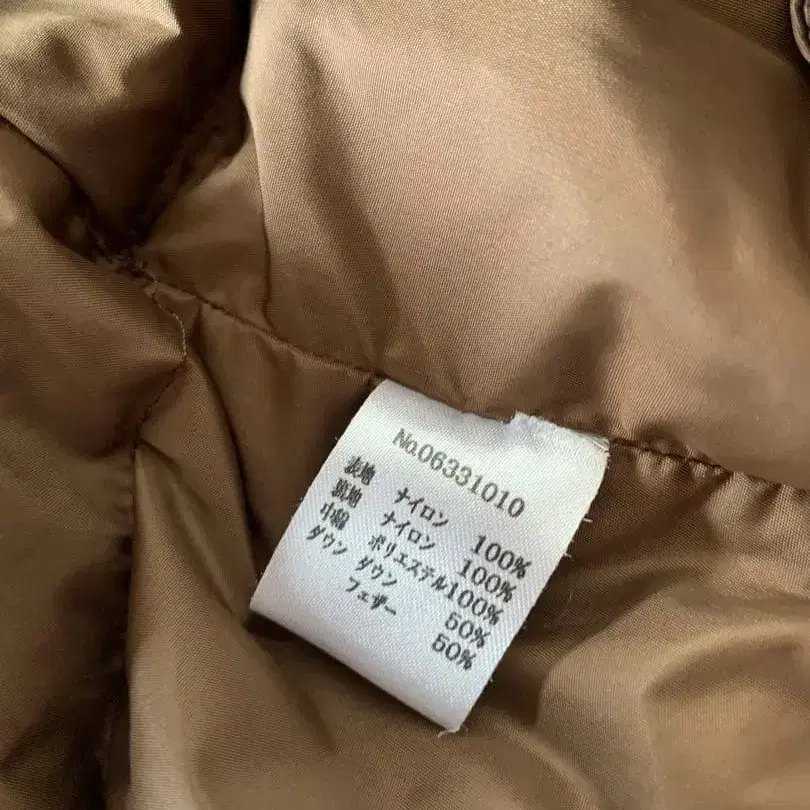 No.06331010
表地 ナイロン 100%
裏地 ナイロン 100%
中綿 ポリエステル100%
ダウン ダウン 50%
フェザー 50%